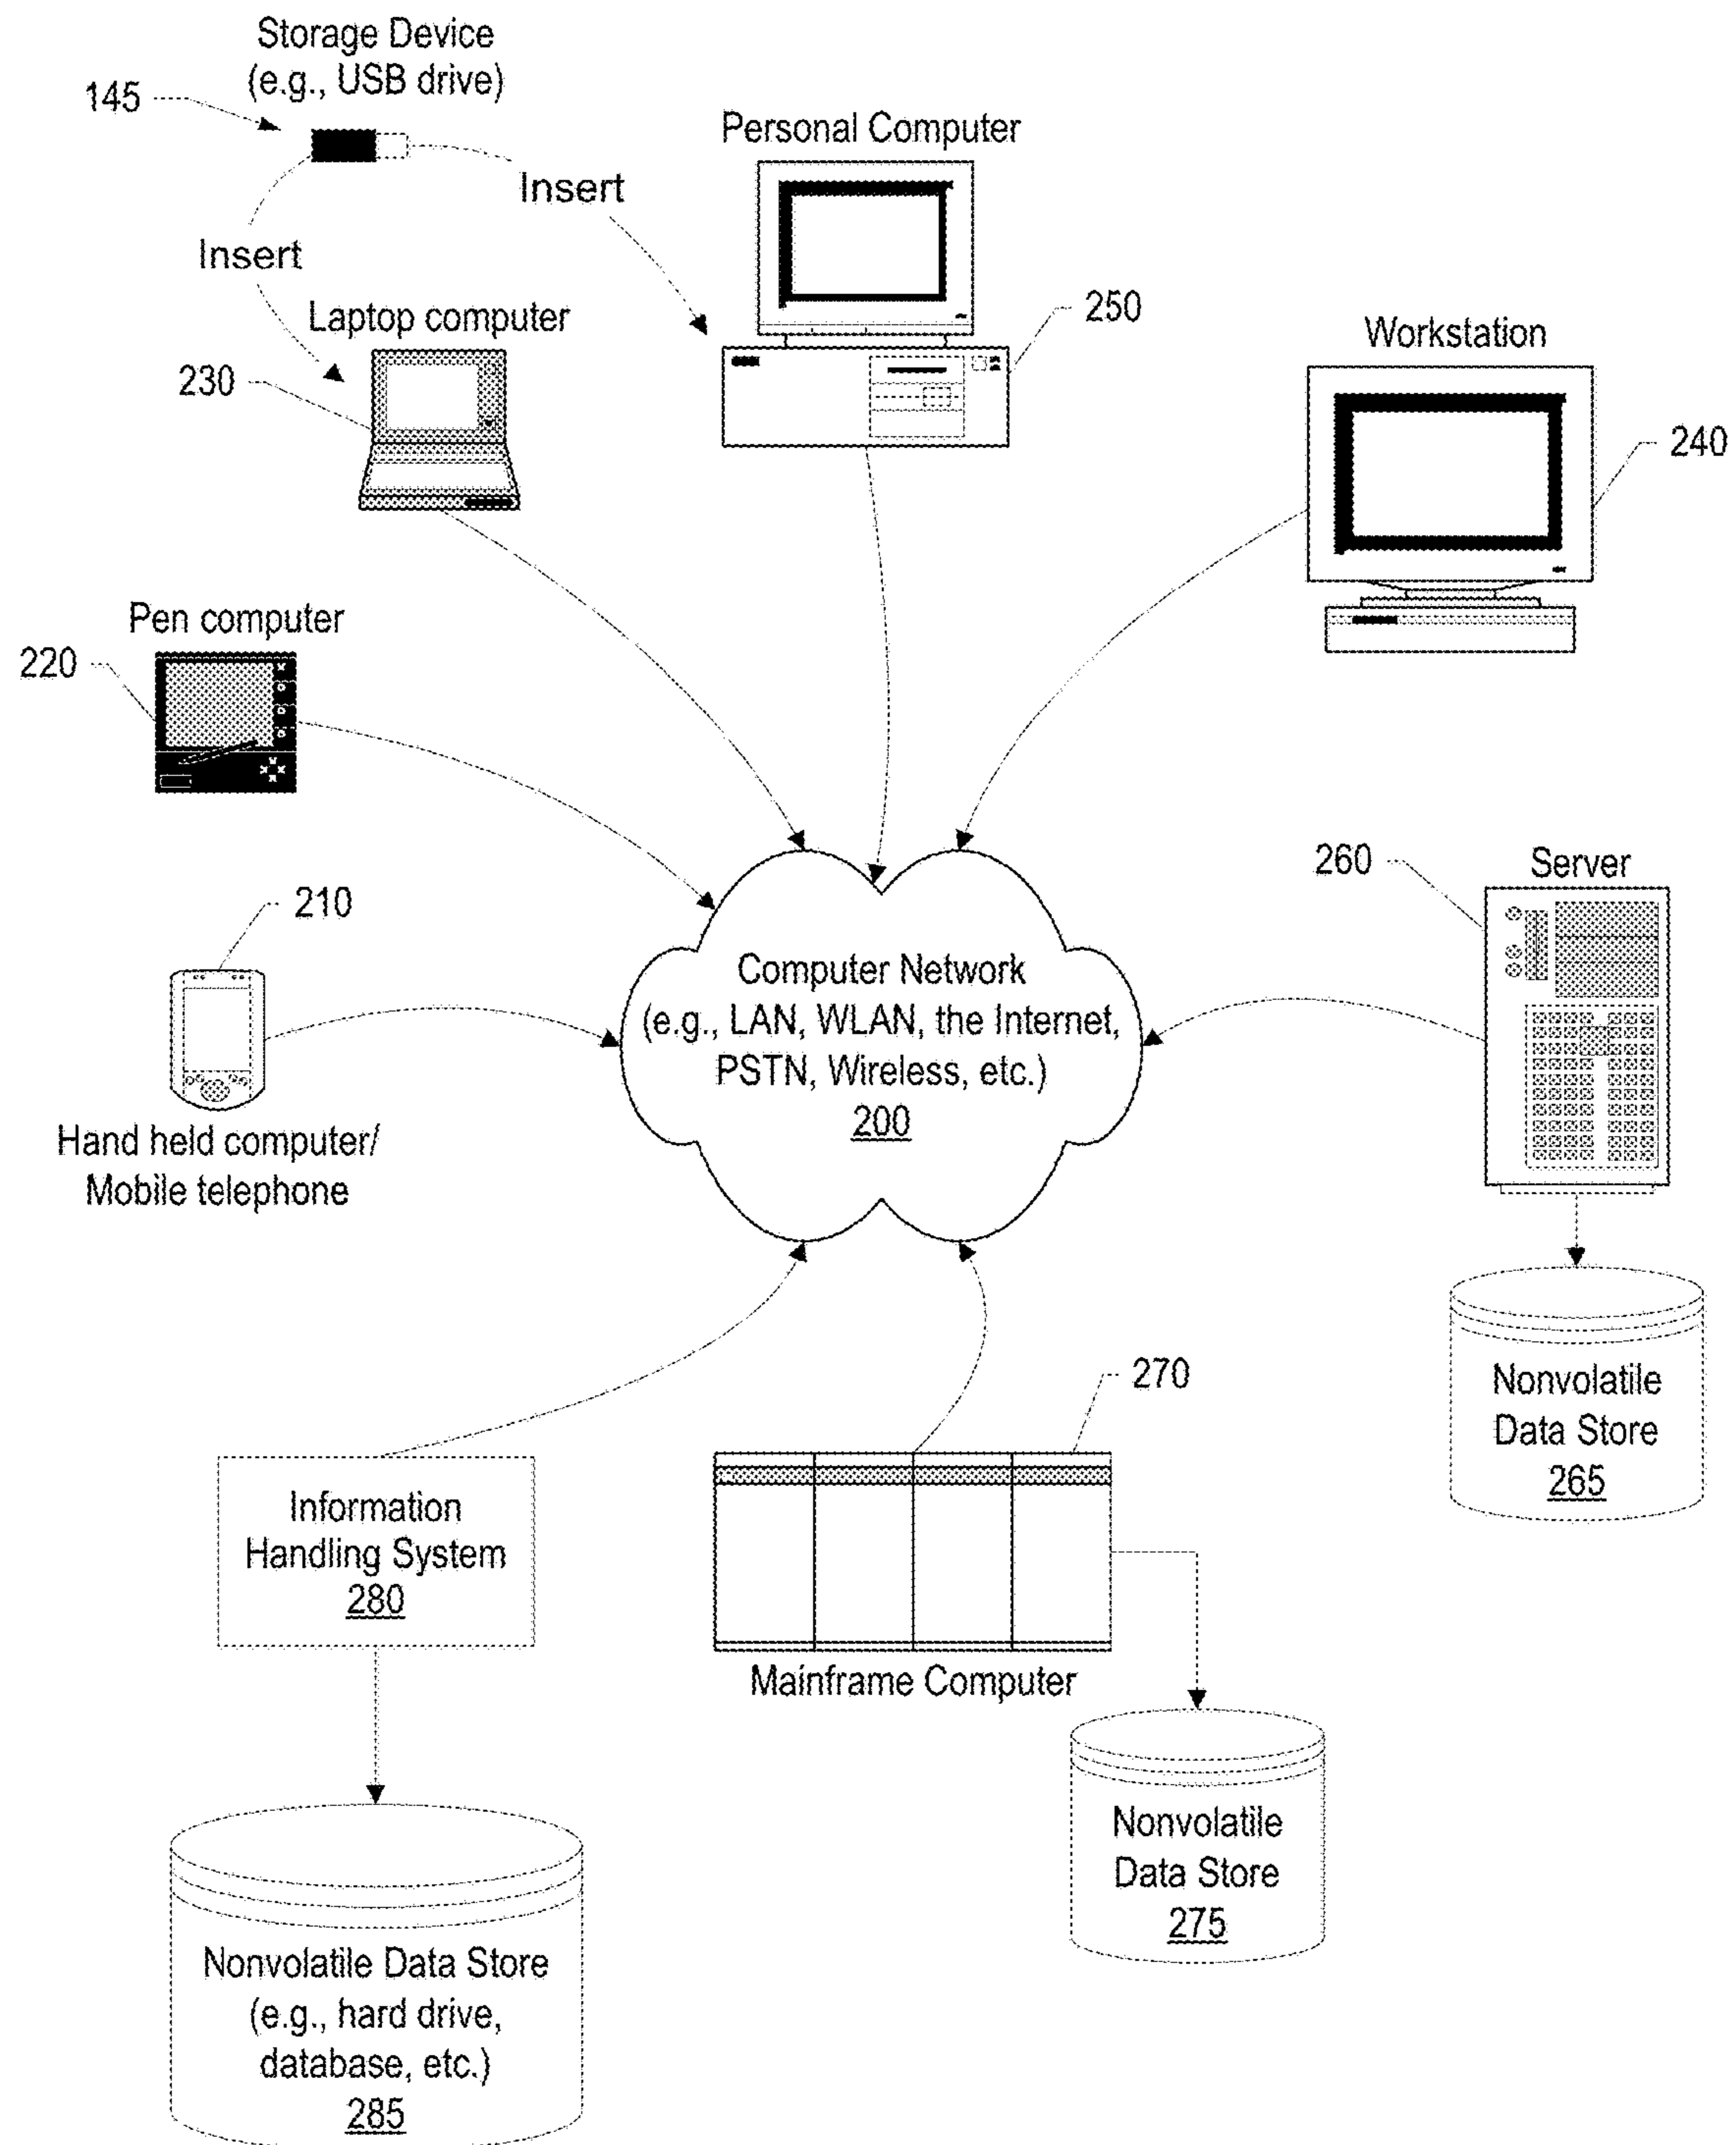 Storage Device
(e.g., USB drive)
145
Insert
Insert
Personal Computer
250
Laptop computer
230
Workstation
240
Pen computer
220
210
Hand held computer/
Mobile telephone
Computer Network
(e.g., LAN, WLAN, the Internet,
PSTN, Wireless, etc.)
200
260
Server
Nonvolatile
Data Store
265
270
Mainframe Computer
Information
Handling System
280
Nonvolatile
Data Store
275
Nonvolatile Data Store
(e.g., hard drive,
database, etc.)
285